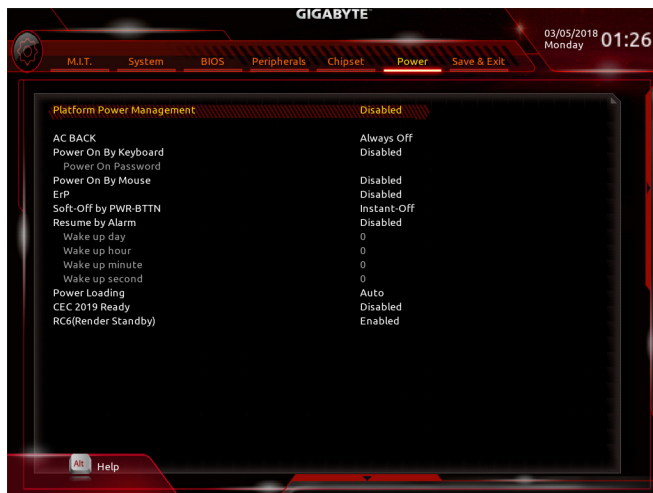 GIGABYTE™
03/05/2018
Monday
01:26
M.I.T. System BIOS Peripherals Chipset Power Save & Exit
Platform Power Management Disabled
AC BACK Always Off
Power On By Keyboard Disabled
Power On Password
Power On By Mouse Disabled
ErP Disabled
Soft-Off by PWR-BTTN Instant-Off
Resume by Alarm Disabled
Wake up day 0
Wake up hour 0
Wake up minute 0
Wake up second 0
Power Loading Auto
CEC 2019 Ready Disabled
RC6(Render Standby) Enabled
Alt Help